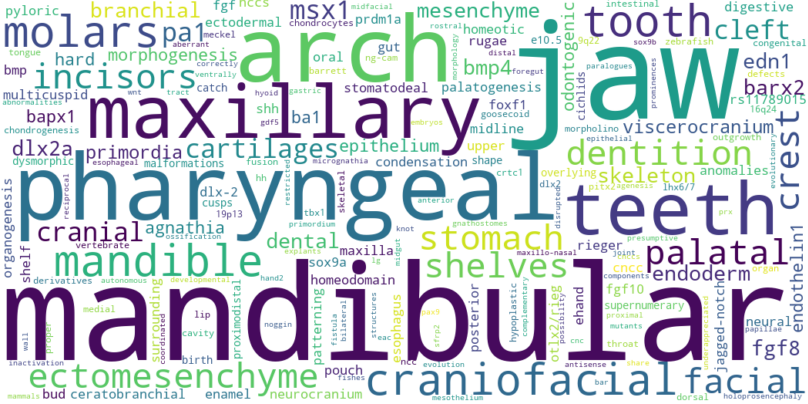 pyloric
branchial
fgf
nccs
msx1
midfacial
mesenchyme
rostral
intestinal
tooth
digestive
molars
pa1
ectodermal
meckel
chondrocytes
prdm1a
homeotic
arch
jaw
9q22
sox9b
zebrafish
cleft
congenital
tongue
aberrant
morphogenesis
oral
gut
rugae
ng-cam
distal
morphology
odontogenic
paralogues
prominences
defects
hard
incisors
correctly
ventrally
barrett
bmp4
e10.5
foregut
edn1
bmp
wnt
tract
catch
stomatodeal
palatogenesis
cichlids
barx2
multicuspid
maxillary
shh
hyoid
gastric
foxf1
goosecoid
rs11789015
abnormalities
bapx1
gdf5
ba1
embryos
midline
morpholino
viscerocranium
16q24
chondrogenesis
epithelial
outgrowth
evolutionary
dlx2a
primordia
cartilages
epithelium
upper
dentition
crest
dysmorphic
esophageal
malformations
fusion
micrognathia
condensation
shape
overlying
anomalies
pharyngeal
dlx-2
hh
restricted
skeletal
crtc1
skeleton
cusps
anterior
dlx2
pitx2
agenesis
lhx6/7
organogenesis
reciprocal
19p13
tbx1
primordium
knot
gnathostomes
disrupted
teeth
prx
cranial
agnathia
ossification
explants
midgut
maxillo-nasal
presumptive
vertebrate
dental
maxilla
lg
stomach
rieger
joint
palatal
endothelin1
shelf
mandible
sox9a
homeodomain
shelves
cncc
endoderm
organ
derivatives
autonomous
hand2
developmental
components
wall
mandibular
proper
medial
surrounding
coordinated
lip
cavity
proximodistal
noggin
patterning
fistula
bilateral
structures
eac
pax9
sfrp2
esophagus
posterior
hypoplastic
complementary
ehand
otlx2/rieg
possibility
fgf10
supernumerary
proximal
mutants
throat
underappreciated
jagged-notch
neural
papillae
fgf8
inactivation
birth
pouch
ncc
evolution
antisense
cnc
share
ectomesenchyme
fishes
craniofacial
facial
mammals
bud
ceratobranchial
enamel
neurocranium
mesothelium
bar
dorsal
holoprosencephaly